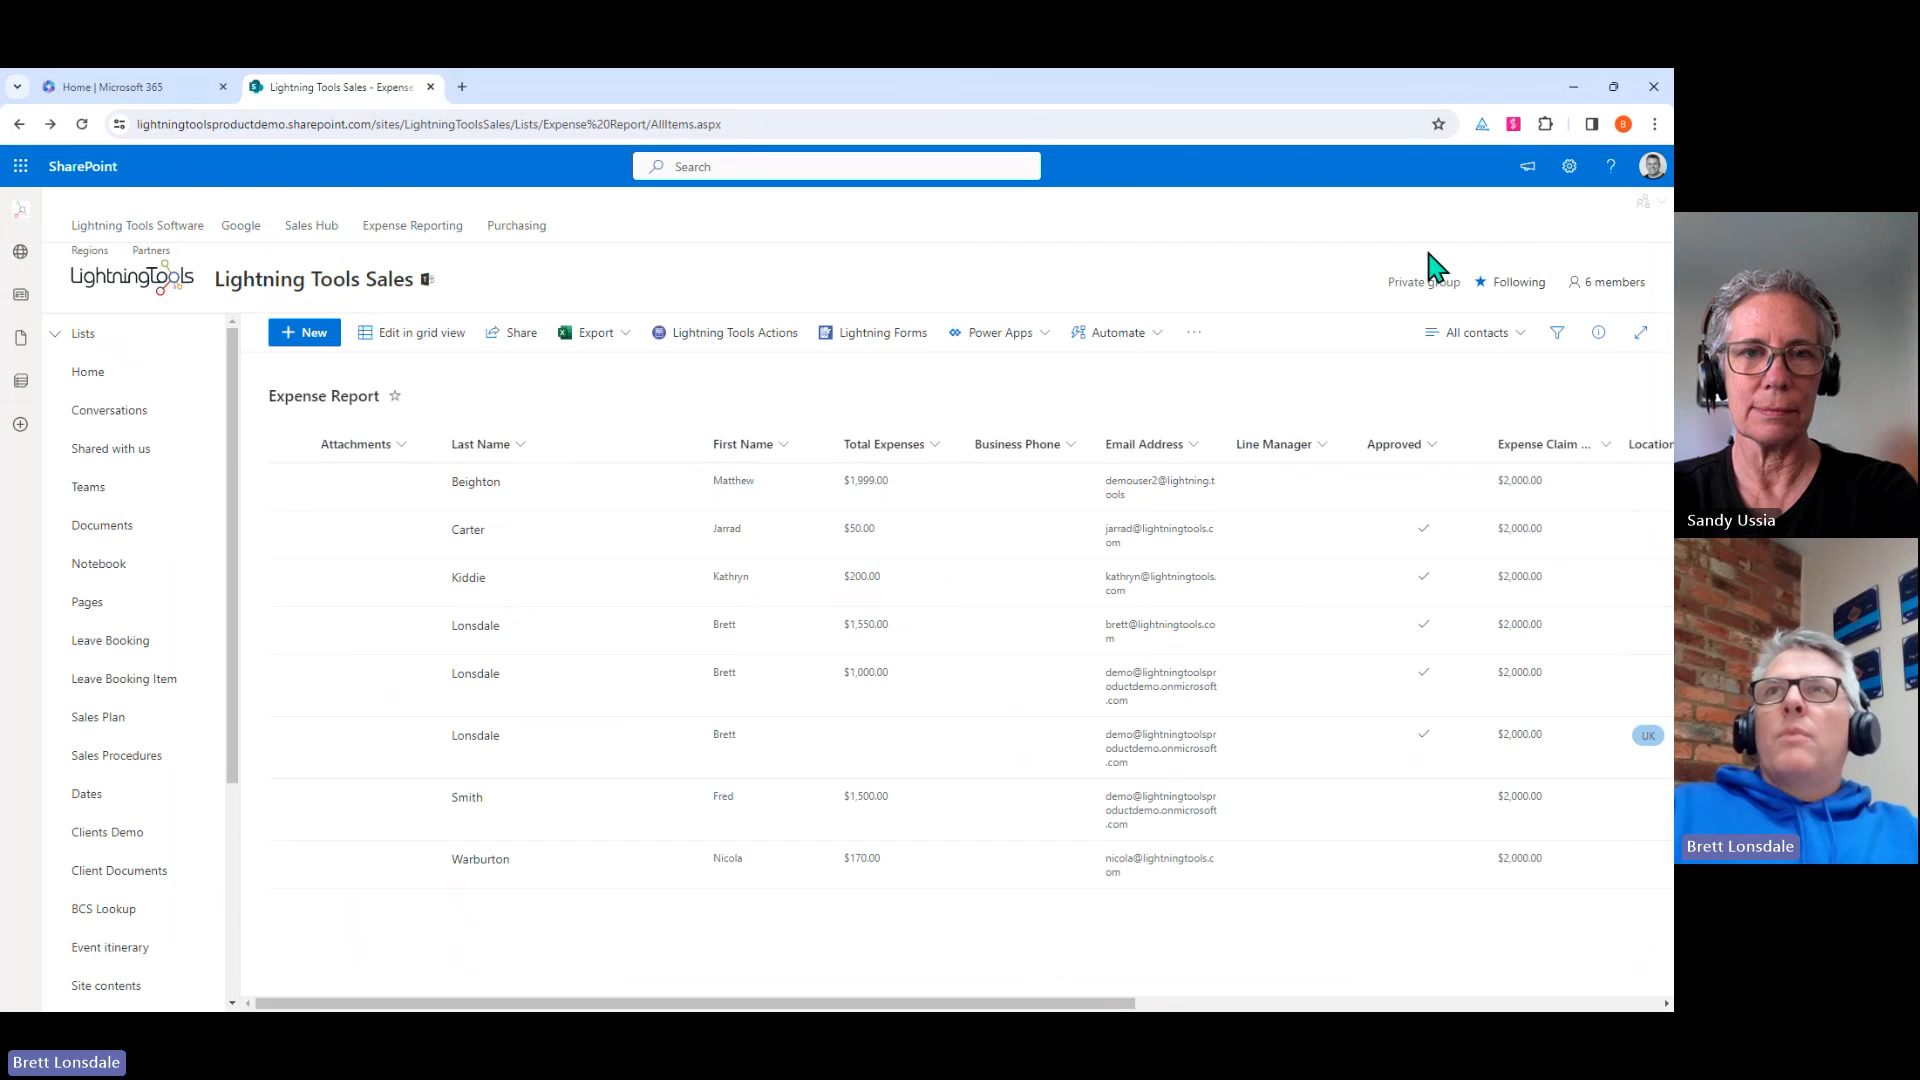 Home | Microsoft 365
Lightning Tools Sales - Expense
lightningtoolsproductdemo.sharepoint.com/sites/LightningToolsSales/Lists/Expense%20Report/AllItems.aspx
B
SharePoint
Search
Lightning Tools Software Google Sales Hub Expense Reporting Purchasing
Regions Partners
LightningTools
Lightning Tools Sales
Private group Following 6 members
Lists
Home
Conversations
Shared with us
Teams
Documents
Notebook
Pages
Leave Booking
Leave Booking Item
Sales Plan
Sales Procedures
Dates
Clients Demo
Client Documents
BCS Lookup
Event itinerary
Site contents
New Edit in grid view Share Export Lightning Tools Actions Lightning Forms Power Apps Automate ... All contacts
Expense Report
Attachments Last Name First Name Total Expenses Business Phone Email Address Line Manager Approved Expense Claim ... Location
Beighton Matthew $1,999.00 demouser2@lightning.t $2,000.00
ools
Carter Jarrad $50.00 jarrad@lightningtools.c $2,000.00
om
Kiddie Kathryn $200.00 kathryn@lightningtools. $2,000.00
com
Lonsdale Brett $1,550.00 brett@lightningtools.co $2,000.00
m
Lonsdale Brett $1,000.00 demo@lightningtoolspr $2,000.00
oductdemo.onmicrosoft
.com
Lonsdale Brett demo@lightningtoolspr $2,000.00 UK
oductdemo.onmicrosoft
.com
Smith Fred $1,500.00 demo@lightningtoolspr $2,000.00
oductdemo.onmicrosoft
.com
Warburton Nicola $170.00 nicola@lightningtools.c $2,000.00
om
Sandy Ussia
Brett Lonsdale
Brett Lonsdale